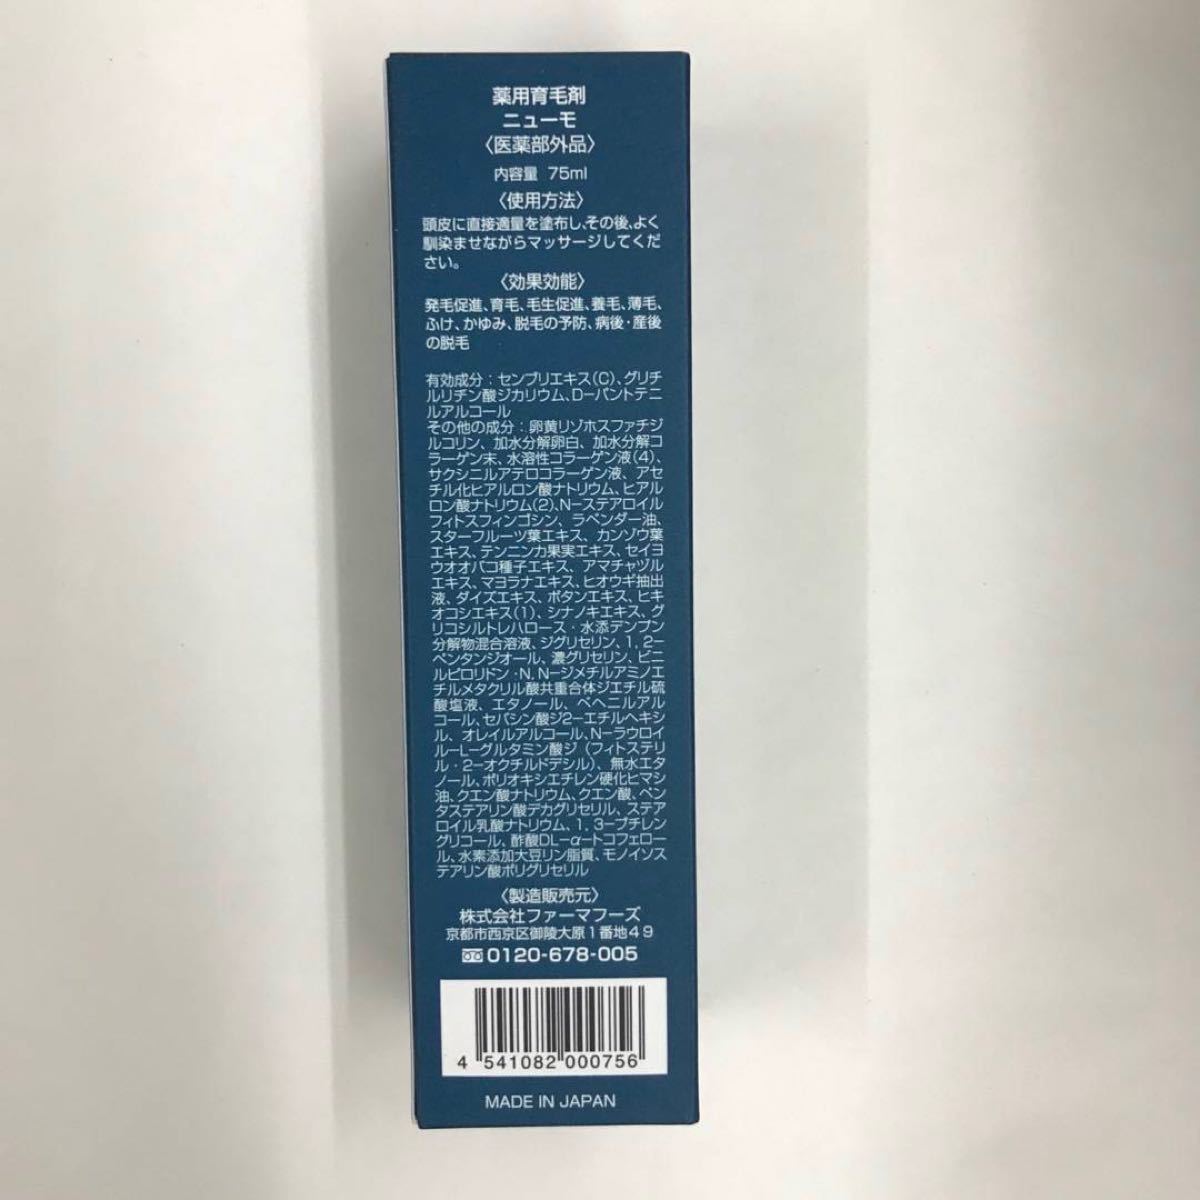 薬用育毛剤
ニューモ
〈医薬部外品〉
内容量 75ml
〈使用方法〉
頭皮に直接適量を塗布し、その後、よく
馴染ませながらマッサージしてくだ
さい。
〈効果効能〉
発毛促進、育毛、毛生促進、養毛、薄毛、
ふけ、かゆみ、脱毛の予防、病後・産後
の脱毛
有効成分：センブリエキス(C)、グリチ
ルリチン酸ジカリウム、D-パントテニ
ルアルコール
その他の成分：卵黄リゾホスファチジ
ルコリン、加水分解卵白、加水分解コ
ラーゲン末、水溶性コラーゲン液(4)、
サクシニルアテロコラーゲン液、アセ
チル化ヒアルロン酸ナトリウム、ヒアル
ロン酸ナトリウム(2)、N-ステアロイル
フィトスフィンゴシン、ラベンダー油、
スターフルーツ葉エキス、カンゾウ葉
エキス、テンニンカ果実エキス、セイヨ
ウオオバコ種子エキス、アマチャヅル
エキス、マヨラナエキス、ヒオウギ抽出
液、ダイズエキス、ボタンエキス、ヒキ
オコシエキス(1)、シナノキエキス、グ
リコシルトレハロース・水添デンプン
分解物混合溶液、ジグリセリン、1,2-
ペンタンジオール、濃グリセリン、ビニ
ルピロリドン・N,N-ジメチルアミノエ
チルメタクリル酸共重合体ジエチル硫
酸塩液、エタノール、ベヘニルアル
コール、セバシン酸ジ2-エチルヘキシ
ル、オレイルアルコール、N-ラウロイ
ル-L-グルタミン酸ジ(フィトステリ
ル・2-オクチルドデシル)、無水エタ
ノール、ポリオキシエチレン硬化ヒマシ
油、クエン酸ナトリウム、クエン酸、ペン
タステアリン酸デカグリセリル、ステア
ロイル乳酸ナトリウム、1,3-ブチレン
グリコール、酢酸DL-α-トコフェロー
ル、水素添加大豆リン脂質、モノイソス
テアリン酸ポリグリセリル
〈製造販売元〉
株式会社ファーマフーズ
京都市西京区御陵大原1番地49
0120-678-005
4 541082 000756
MADE IN JAPAN